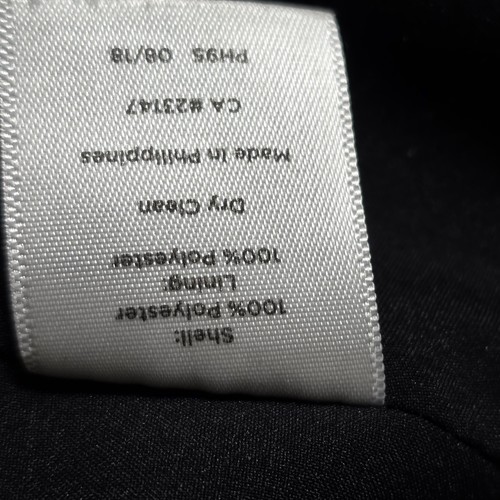 Shell:
100% Polyester
Lining:
100% Polyester
Dry Clean
Made in Philippines
CA #23147
PH95 08/18